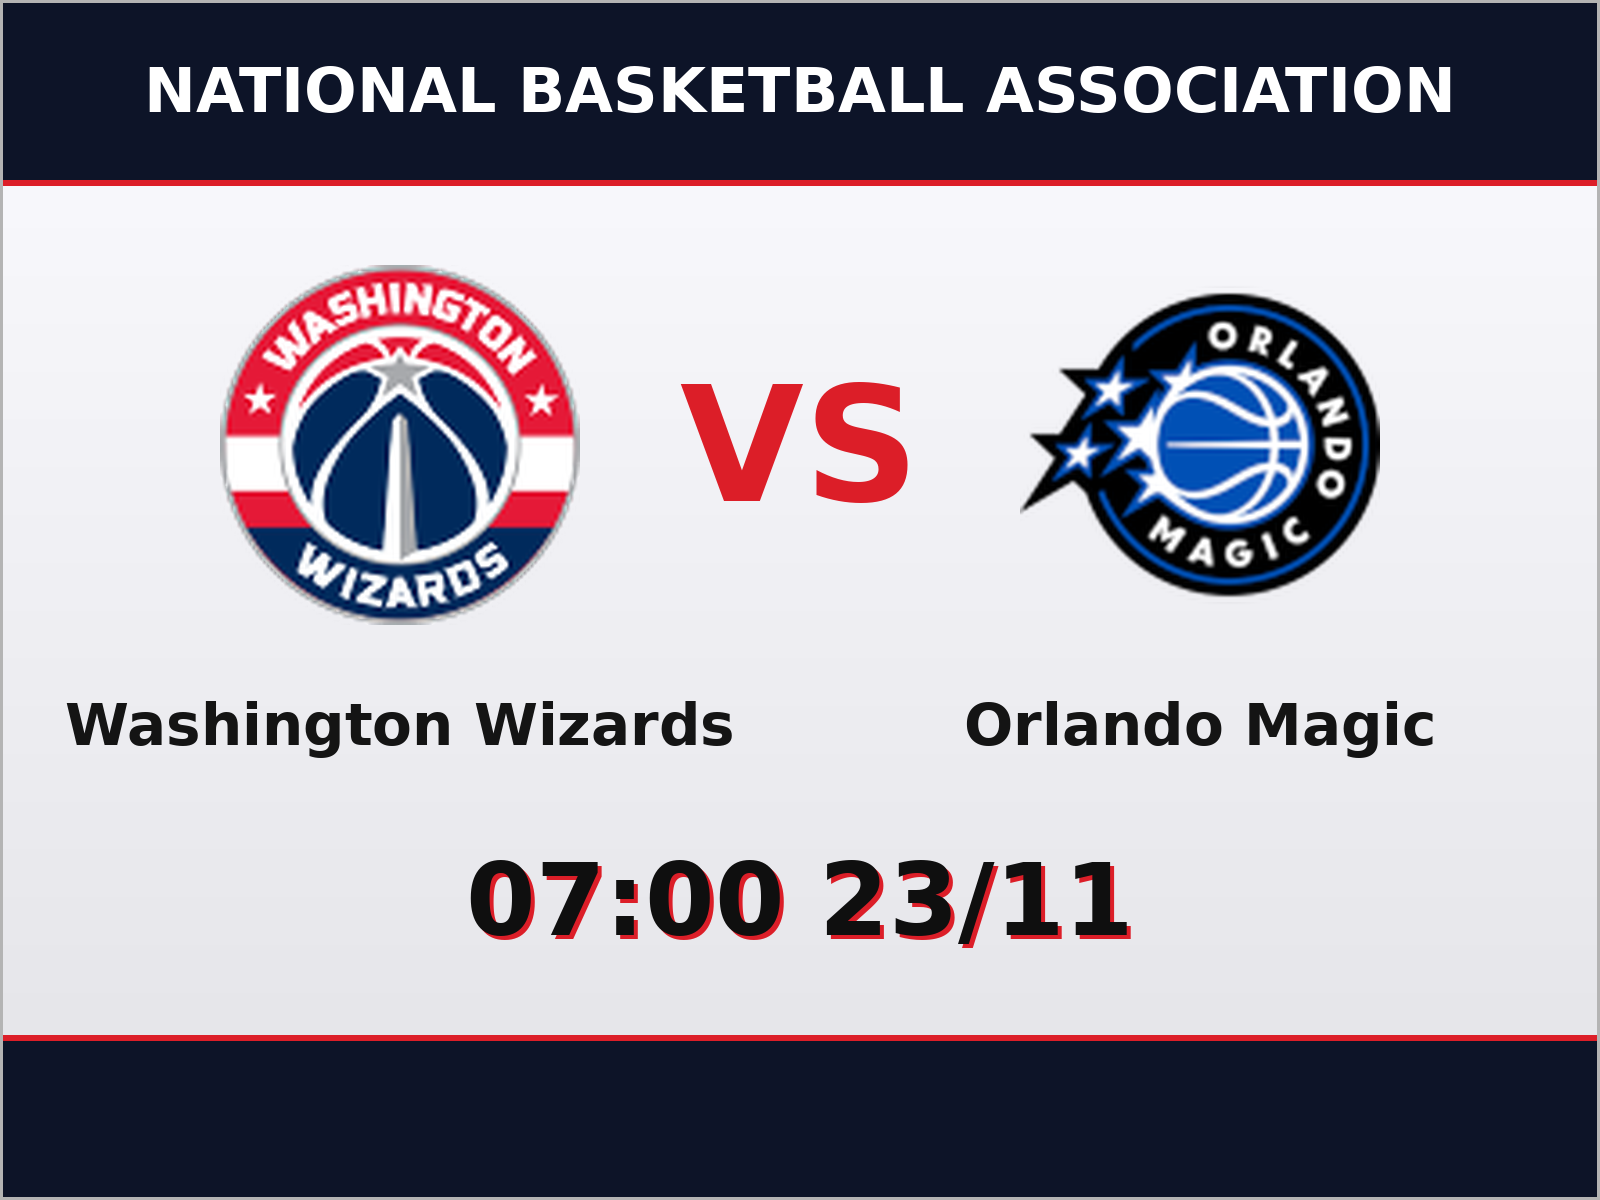 NATIONAL BASKETBALL ASSOCIATION
WASHINGTON
WIZARDS
VS
ORLANDO
MAGIC
Washington Wizards
Orlando Magic
07:00 23/11